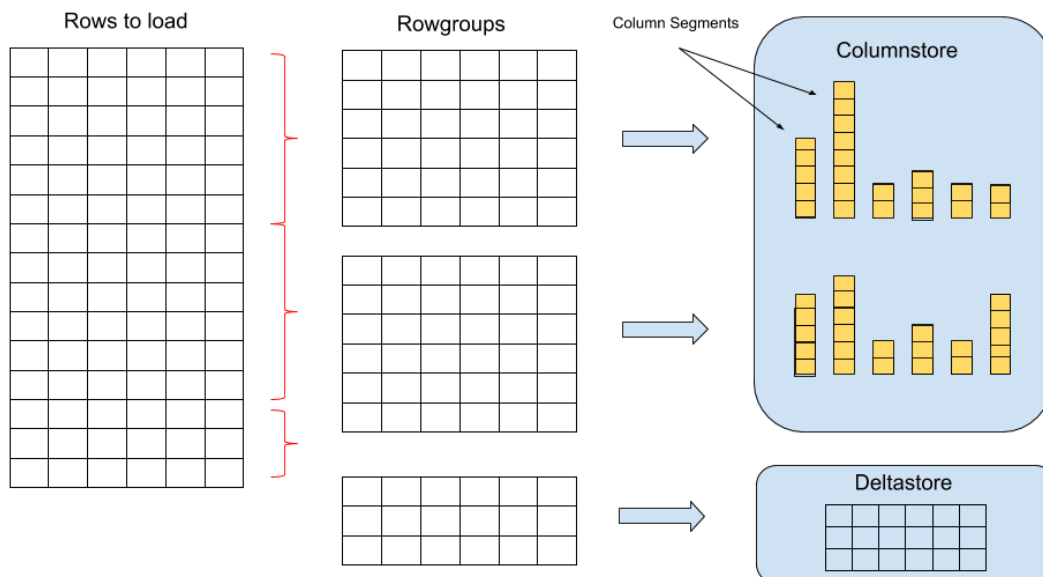 Rows to load
Rowgroups
Column Segments
Columnstore
Deltastore